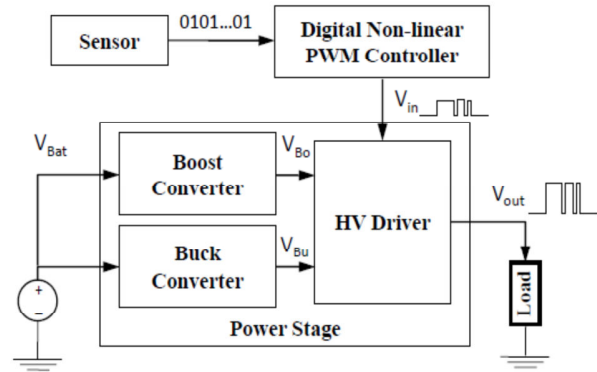 Sensor
0101...01
Digital Non-linear
PWM Controller
V_in
V_Bat
Boost
Converter
V_Bo
HV Driver
V_out
Buck
Converter
V_Bu
+
−
Load
Power Stage